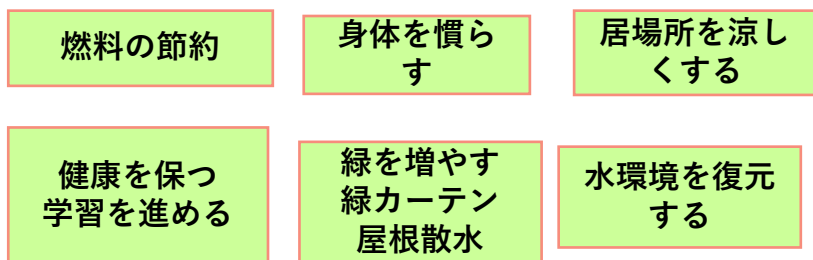 燃料の節約
身体を慣ら
す
居場所を涼し
くする
健康を保つ
学習を進める
緑を増やす
緑カーテン
屋根散水
水環境を復元
する